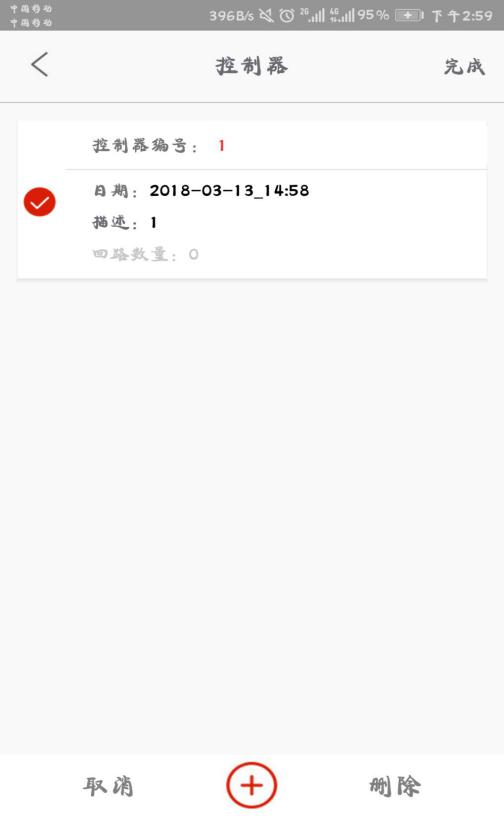 中国移动
中国移动
396B/s 2G 4G 95% 下午2:59
控制器
完成
控制器编号： 1
日期：2018-03-13_14:58
描述：1
回路数量：0
取消
删除